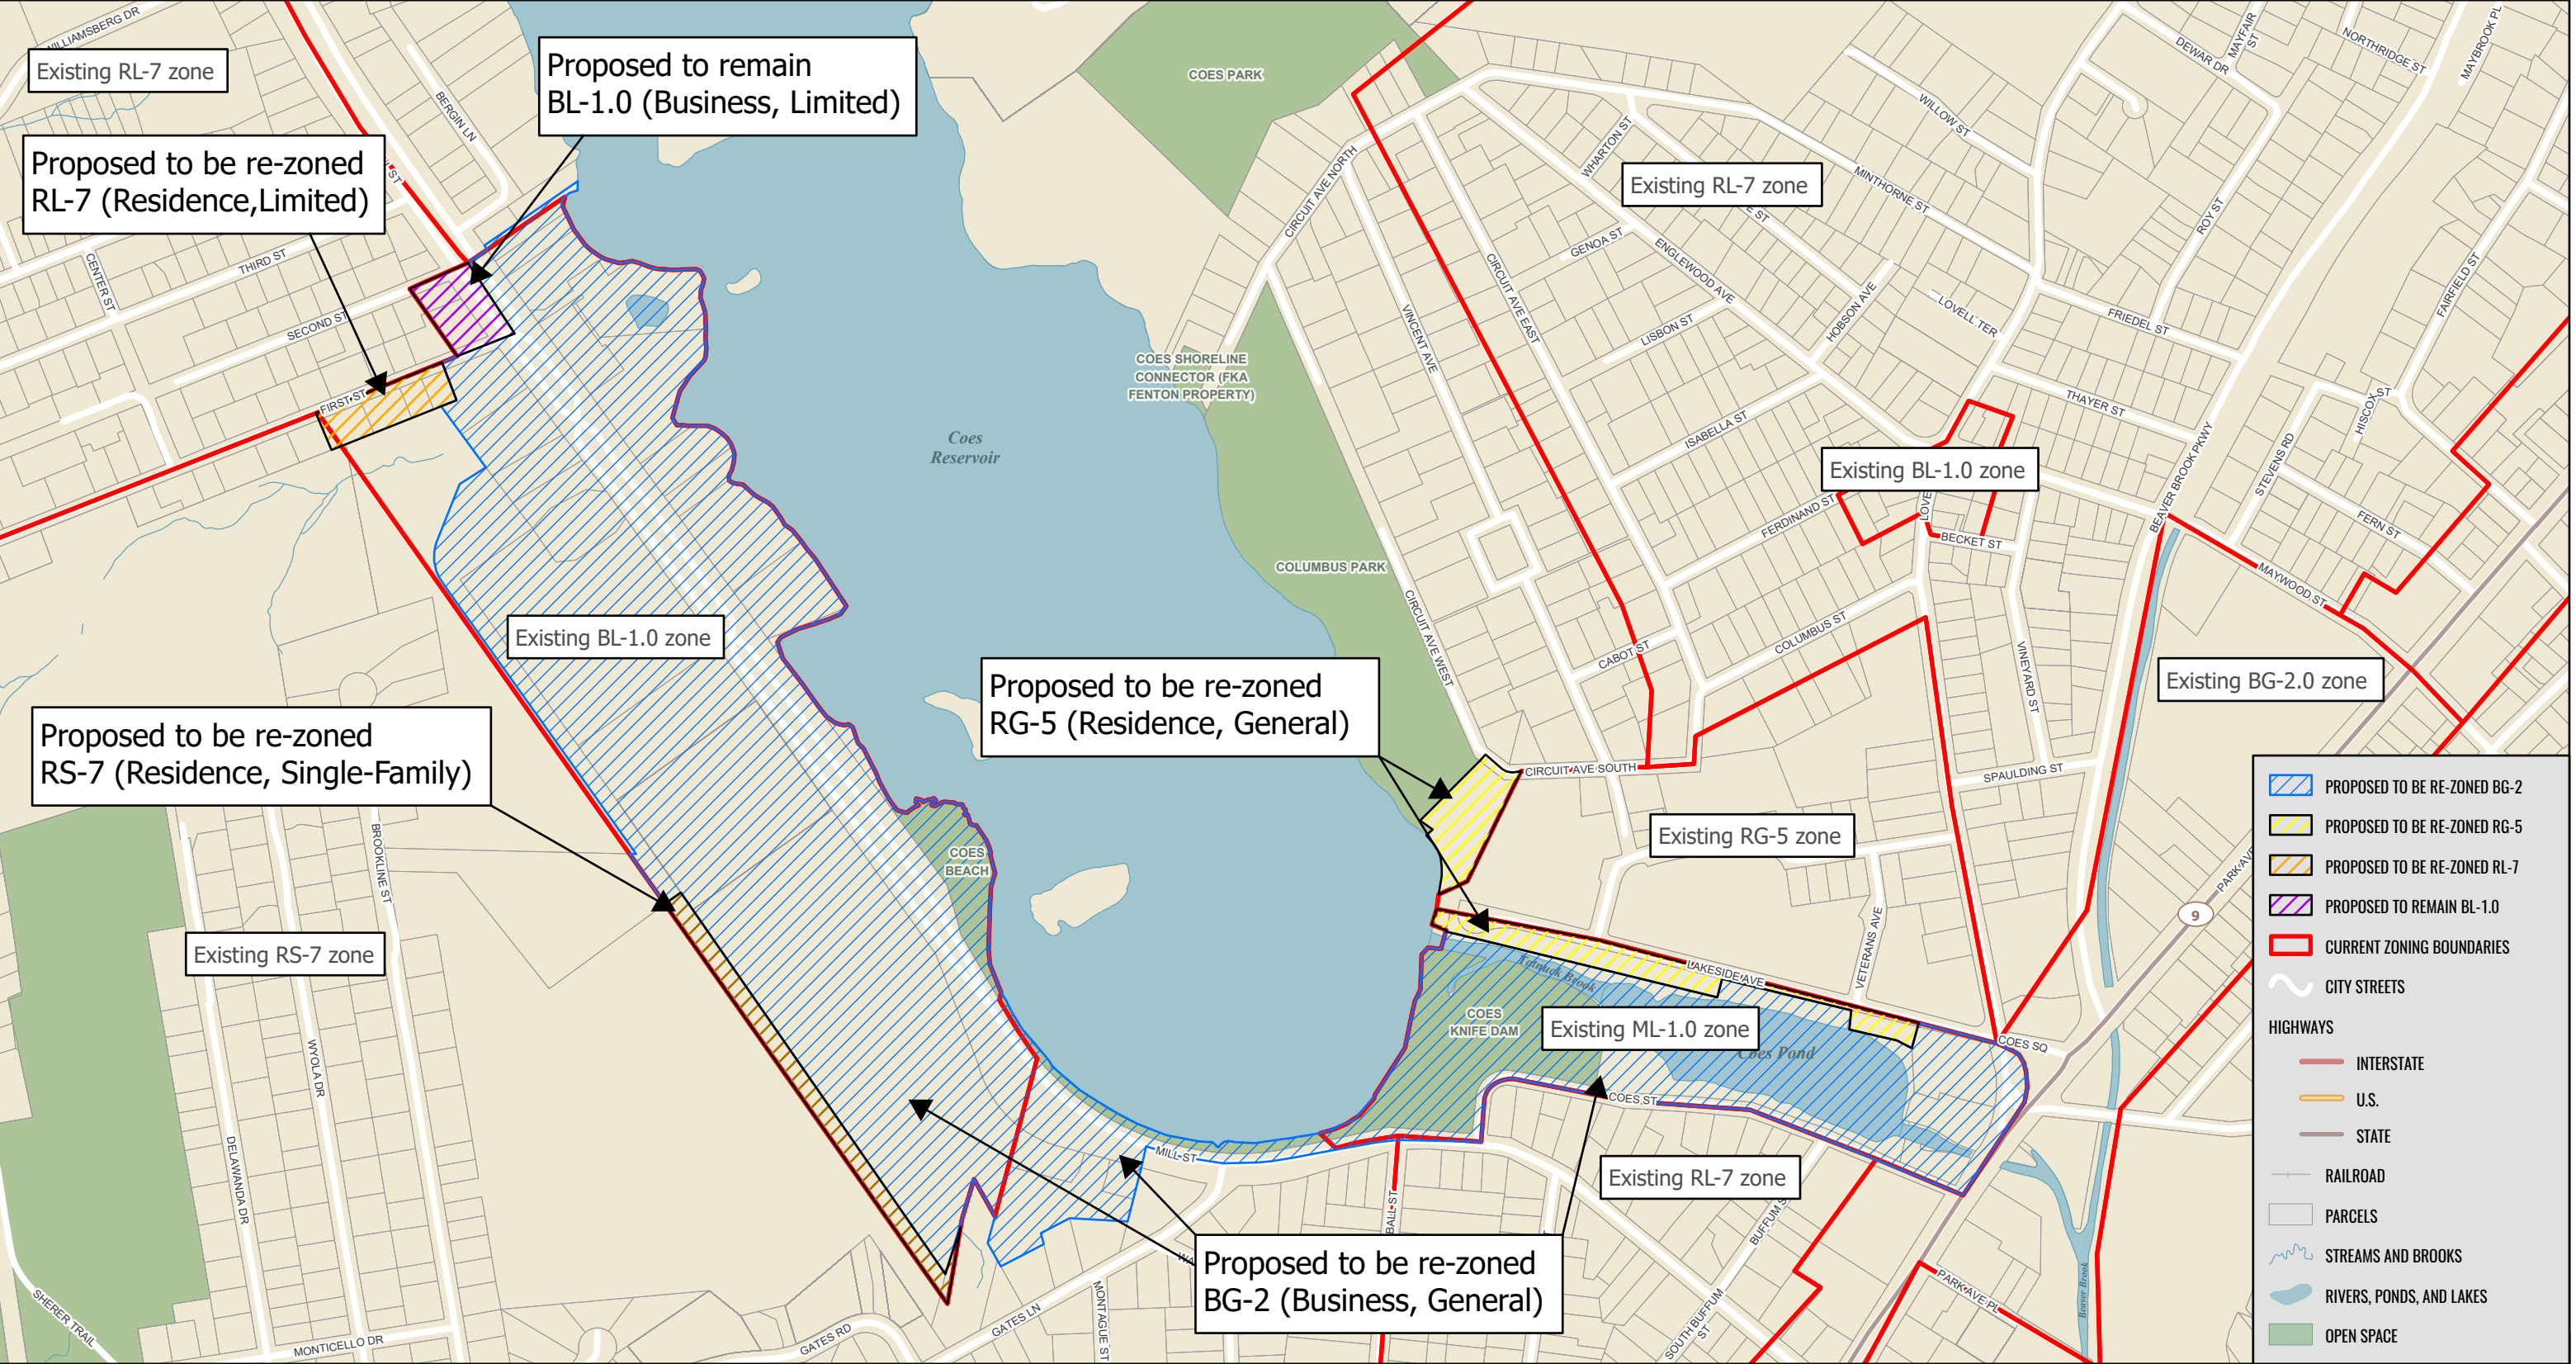 WILLIAMSBERG DR
Existing RL-7 zone
Proposed to be re-zoned
RL-7 (Residence,Limited)
Proposed to remain
BL-1.0 (Business, Limited)
BERGIN LN
ST
CENTER ST
THIRD ST
SECOND ST
FIRST ST
COES PARK
CIRCUIT AVE NORTH
COES SHORELINE
CONNECTOR (FKA
FENTON PROPERTY)
Coes
Reservoir
COLUMBUS PARK
VINCENT AVE
CIRCUIT AVE EAST
CIRCUIT AVE WEST
WHARTON ST
Existing RL-7 zone
E ST
GENOA ST
ENGLEWOOD AVE
LISBON ST
ISABELLA ST
HOBSON AVE
LOVELL TER
MINTHORNE ST
WILLOW ST
DEWAR DR
MAYFAIR
ST
NORTHRIDGE ST
MAYBROOK PL
ROY ST
FRIEDEL ST
FAIRFIELD ST
THAYER ST
HISCOX ST
STEVENS RD
FERN ST
BEAVER BROOK PKWY
MAYWOOD ST
Existing BL-1.0 zone
LOVE
BECKET ST
FERDINAND ST
COLUMBUS ST
CABOT ST
VINEYARD ST
SPAULDING ST
CIRCUIT AVE SOUTH
Existing BG-2.0 zone
Existing BL-1.0 zone
Proposed to be re-zoned
RG-5 (Residence, General)
Proposed to be re-zoned
RS-7 (Residence, Single-Family)
Existing RG-5 zone
COES
BEACH
BROOKLINE ST
Existing RS-7 zone
WYOLA DR
DELAWANDA DR
SHERER TRAIL
MONTICELLO DR
GATES RD
GATES LN
MONTAGUE ST
WA
MILL ST
BALL ST
LAKESIDE AVE
VETERANS AVE
Tatnuck Brook
COES
KNIFE DAM
Existing ML-1.0 zone
Coes Pond
COES SQ
COES ST
Existing RL-7 zone
Proposed to be re-zoned
BG-2 (Business, General)
BUFFUM S
SOUTH BUFFUM
ST
PARK AVE PL
Beaver Brook
PARK AVE
9
PROPOSED TO BE RE-ZONED BG-2
PROPOSED TO BE RE-ZONED RG-5
PROPOSED TO BE RE-ZONED RL-7
PROPOSED TO REMAIN BL-1.0
CURRENT ZONING BOUNDARIES
CITY STREETS
HIGHWAYS
INTERSTATE
U.S.
STATE
RAILROAD
PARCELS
STREAMS AND BROOKS
RIVERS, PONDS, AND LAKES
OPEN SPACE